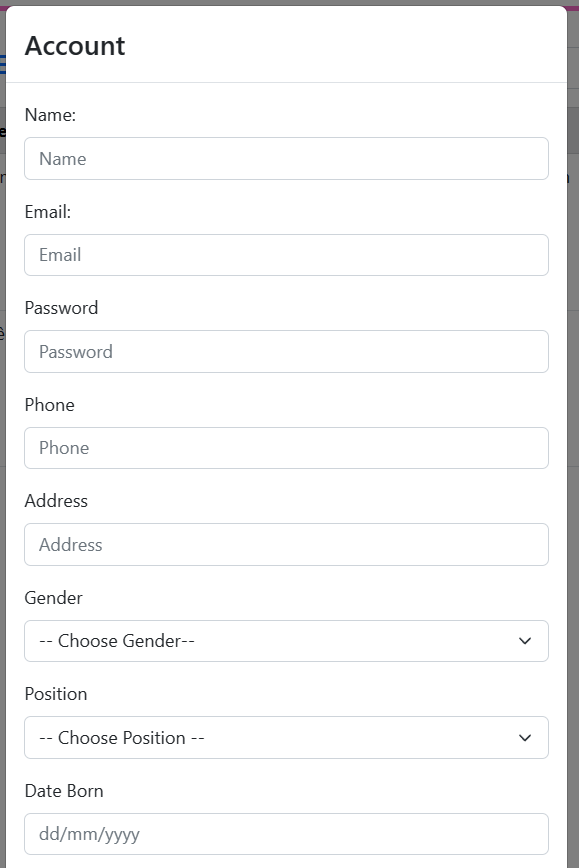 Account
Name:
Name
Email:
Email
Password
Password
Phone
Phone
Address
Address
Gender
-- Choose Gender--
Position
-- Choose Position --
Date Born
dd/mm/yyyy